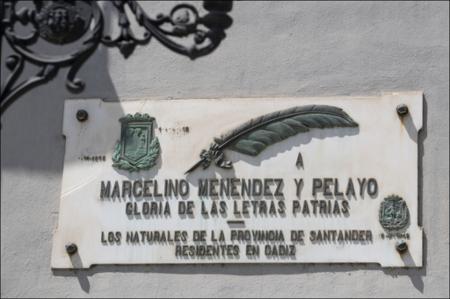 A
MARCELINO MENENDEZ Y PELAYO
GLORIA DE LAS LETRAS PATRIAS
LOS NATURALES DE LA PROVINCIA DE SANTANDER
RESIDENTES EN CADIZ